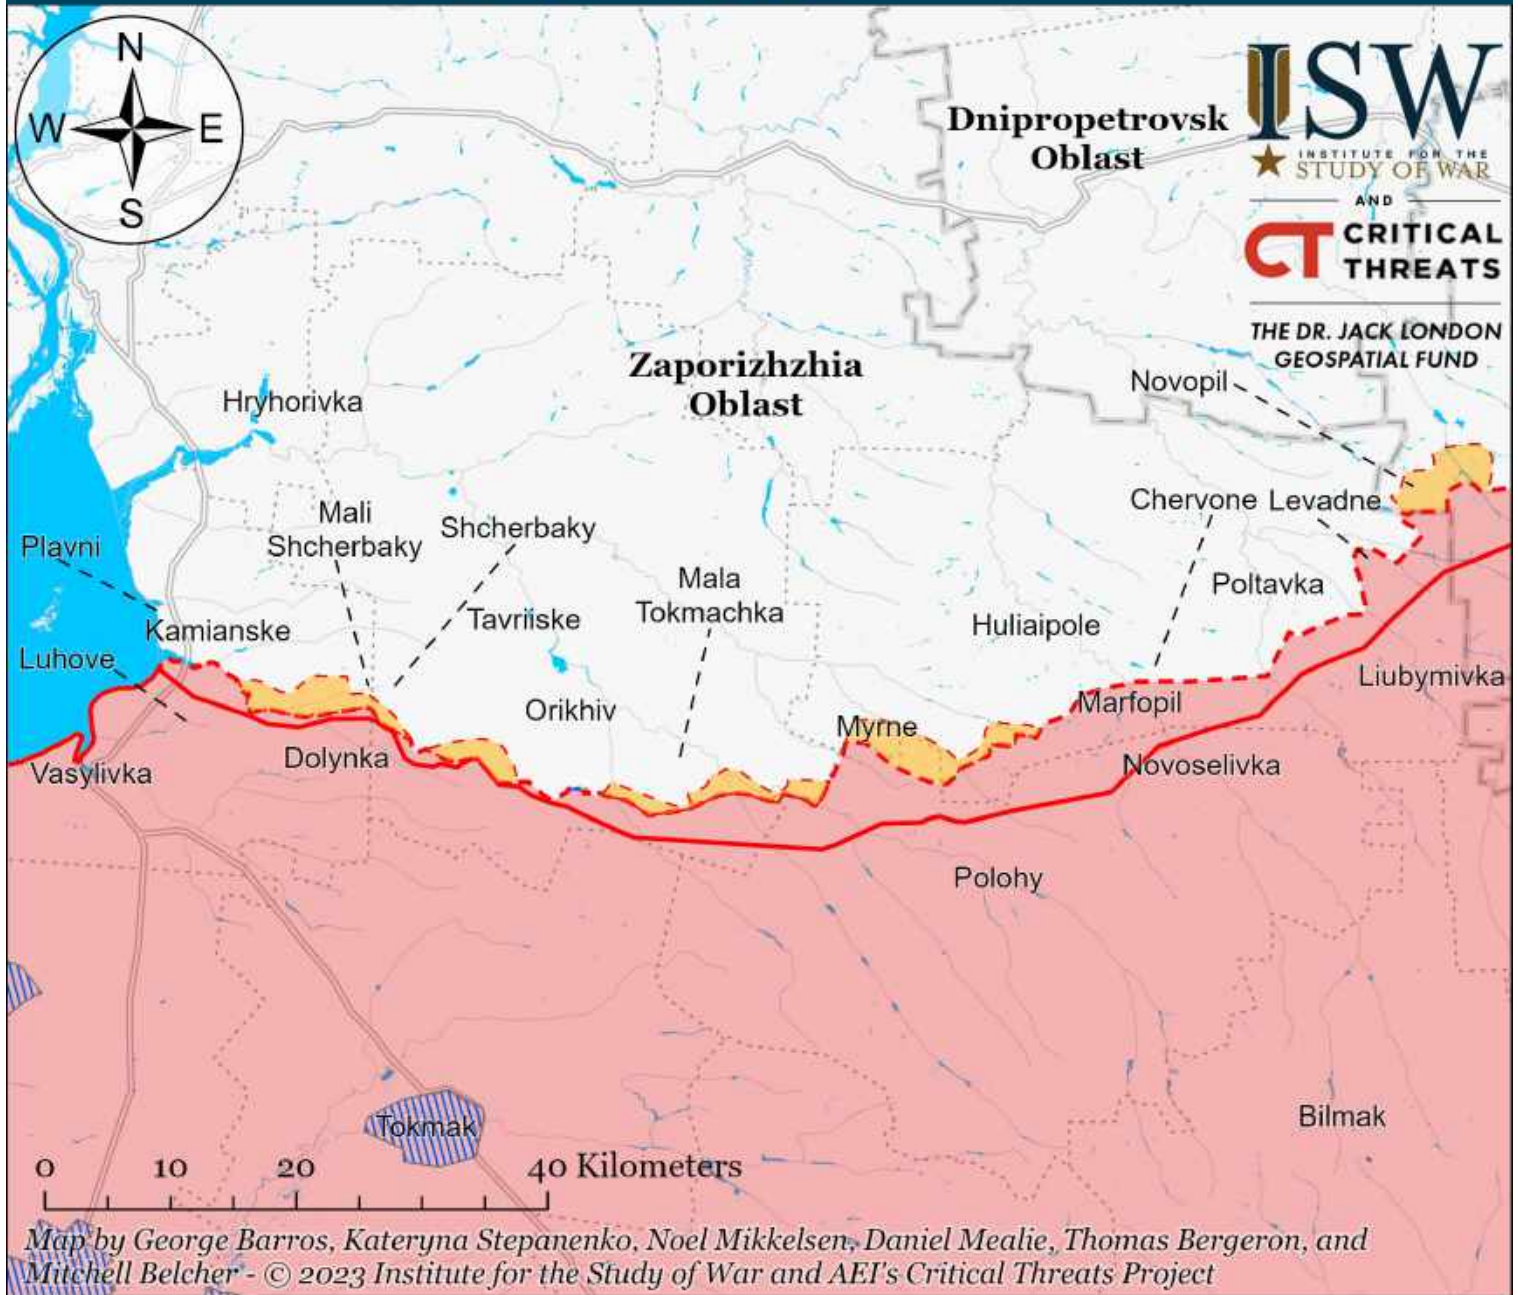 N
W
E
S
Dnipropetrovsk
Oblast
ISW
INSTITUTE FOR THE
STUDY OF WAR
AND
CT CRITICAL
THREATS
THE DR. JACK LONDON
GEOSPATIAL FUND
Zaporizhzhia
Oblast
Novopil
Hryhorivka
Mali
Shcherbaky
Shcherbaky
Chervone
Levadne
Plavni
Mala
Tokmachka
Poltavka
Kamianske
Tavriiske
Huliaipole
Luhove
Liubymivka
Orikhiv
Marfopil
Myrne
Vasylivka
Dolynka
Novoselivka
Polohy
Tokmak
Bilmak
0 10 20 40 Kilometers
Map by George Barros, Kateryna Stepanenko, Noel Mikkelsen, Daniel Mealie, Thomas Bergeron, and
Mitchell Belcher - © 2023 Institute for the Study of War and AEI's Critical Threats Project